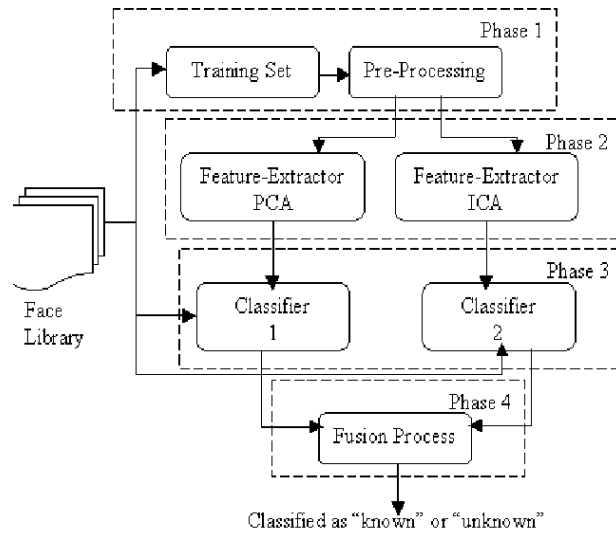 Phase 1
Training Set
Pre-Processing
Phase 2
Feature-Extractor
PCA
Feature-Extractor
ICA
Phase 3
Face
Library
Classifier
1
Classifier
2
Phase 4
Fusion Process
Classified as “known” or “unknown”